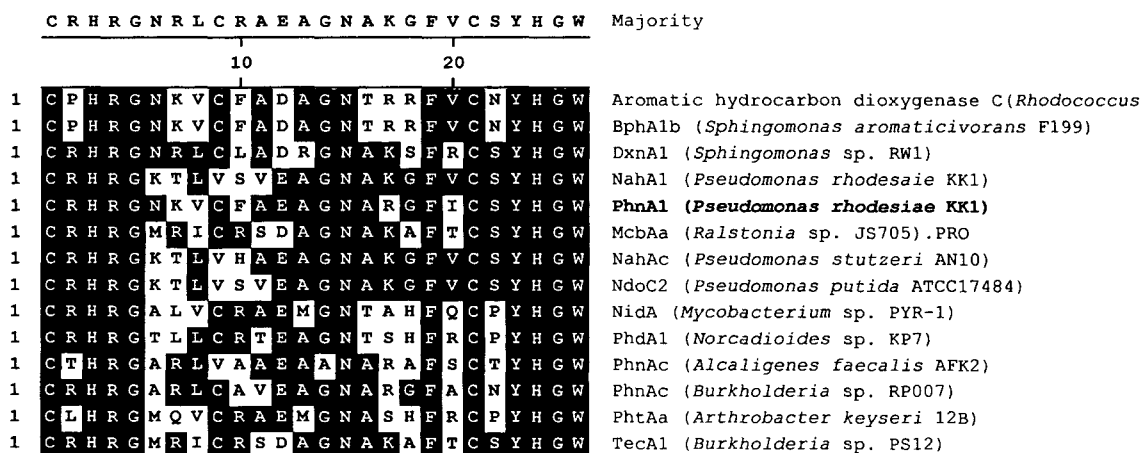 C R H R G N R L C R A E A G N A K G F V C S Y H G W Majority
10 20
1 C P H R G N K V C F A D A G N T R R F V C N Y H G W Aromatic hydrocarbon dioxygenase C(Rhodococcus
1 C P H R G N K V C F A D A G N T R R F V C N Y H G W BphA1b (Sphingomonas aromaticivorans F199)
1 C R H R G N R L C L A D R G N A K S F R C S Y H G W DxnA1 (Sphingomonas sp. RW1)
1 C R H R G K T L V S V E A G N A K G F V C S Y H G W NahA1 (Pseudomonas rhodesaie KK1)
1 C R H R G N K V C F A E A G N A R G F I C S Y H G W PhnA1 (Pseudomonas rhodesiae KK1)
1 C R H R G M R I C R S D A G N A K A F T C S Y H G W McbAa (Ralstonia sp. JS705).PRO
1 C R H R G K T L V H A E A G N A K G F V C S Y H G W NahAc (Pseudomonas stutzeri AN10)
1 C R H R G K T L V S V E A G N A K G F V C S Y H G W NdoC2 (Pseudomonas putida ATCC17484)
1 C R H R G A L V C R A E M G N T A H F Q C P Y H G W NidA (Mycobacterium sp. PYR-1)
1 C R H R G T L L C R T E A G N T S H F R C P Y H G W PhdA1 (Norcadioides sp. KP7)
1 C T H R G A R L V A A E A A N A R A F S C T Y H G W PhnAc (Alcaligenes faecalis AFK2)
1 C R H R G A R L C A V E A G N A R G F A C N Y H G W PhnAc (Burkholderia sp. RP007)
1 C L H R G M Q V C R A E M G N A S H F R C P Y H G W PhtAa (Arthrobacter keyseri 12B)
1 C R H R G M R I C R S D A G N A K A F T C S Y H G W TecA1 (Burkholderia sp. PS12)